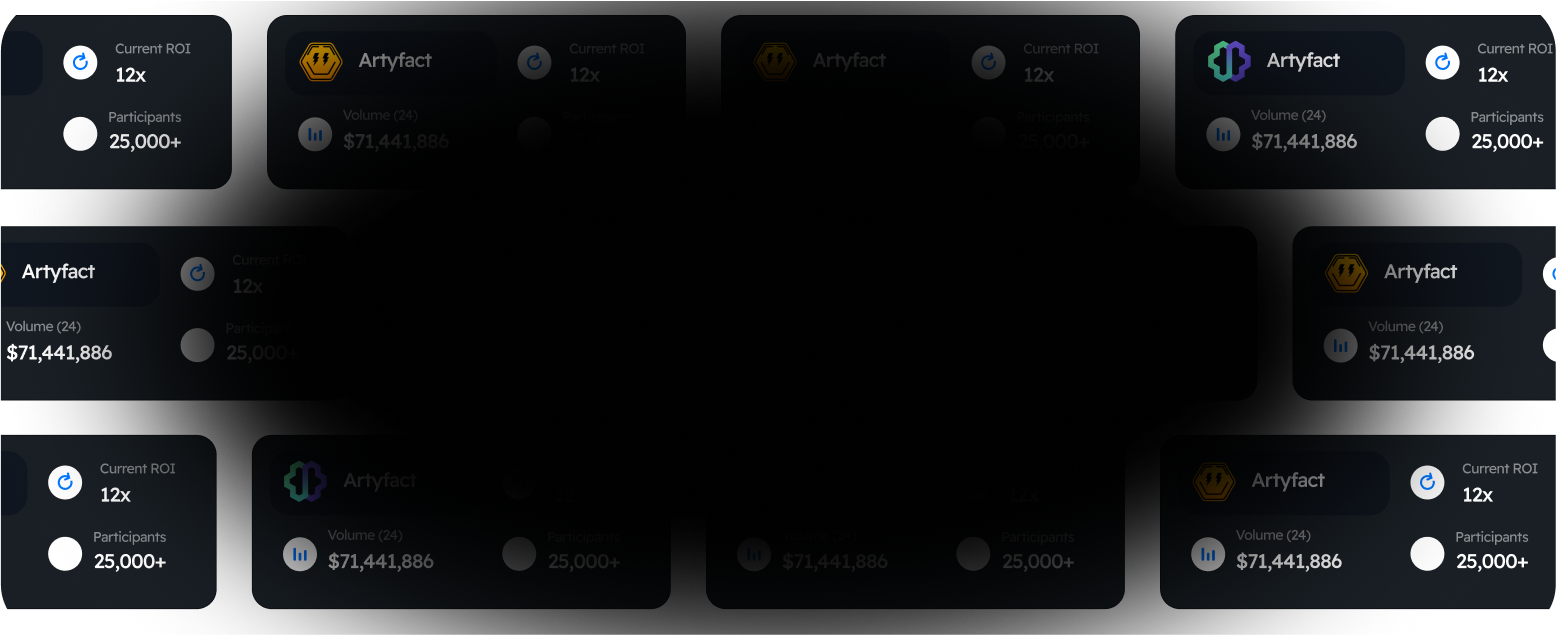 Current ROI
12x
Participants
25,000+
Artyfact
Current ROI
12x
Volume (24)
$71,441,886
Participants
Artyfact
Current ROI
12x
Participants
25,000+
Artyfact
Current ROI
12x
Volume (24)
$71,441,886
Participants
25,000+
Artyfact
Current ROI
12x
Volume (24)
$71,441,886
Participants
25,000+
Artyfact
Volume (24)
$71,441,886
Current ROI
12x
Participants
25,000+
Artyfact
Volume (24)
$71,441,886
Participants
25,000+
12x
$71,441,886
Participants
25,000+
Artyfact
Current ROI
12x
Volume (24)
$71,441,886
Participants
25,000+